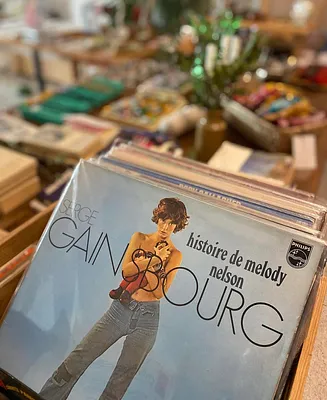 SERGE
GAINSBOURG
histoire de melody
nelson
PHILIPS